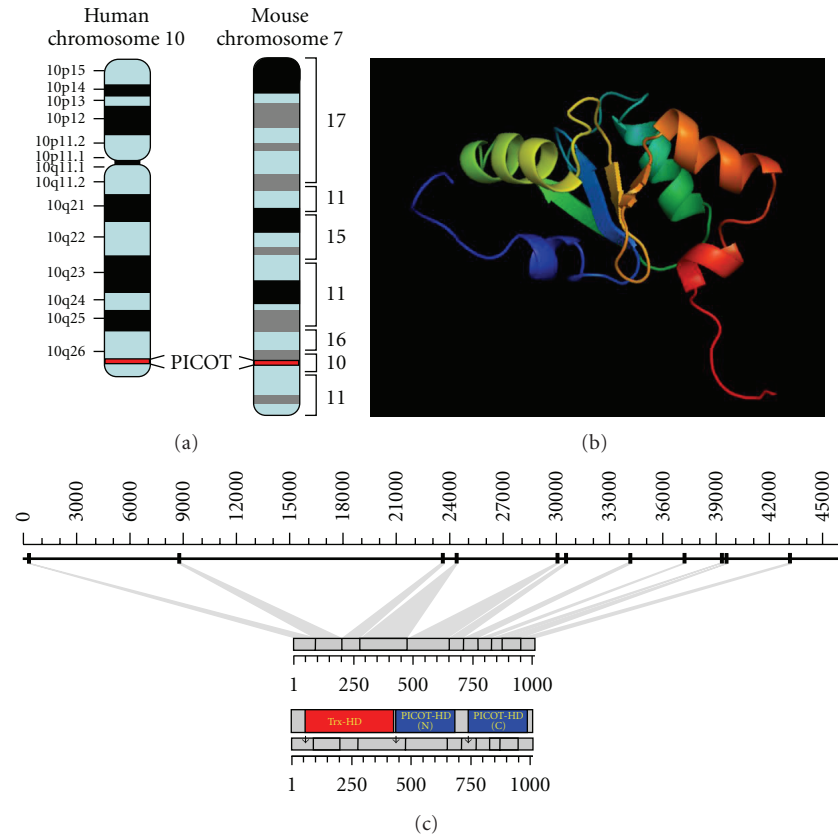 Human
chromosome 10
Mouse
chromosome 7
10p15
10p14
10p13
10p12
10p11.2
10p11.1
10q11.1
10q11.2
10q21
10q22
10q23
10q24
10q25
10q26
PICOT
17
11
15
11
16
10
11
(a)
(b)
0 3000 6000 9000 12000 15000 18000 21000 24000 27000 30000 33000 36000 39000 42000 45000
1 250 500 750 1000
Trx-HD PICOT-HD PICOT-HD
(N) (C)
1 250 500 750 1000
(c)